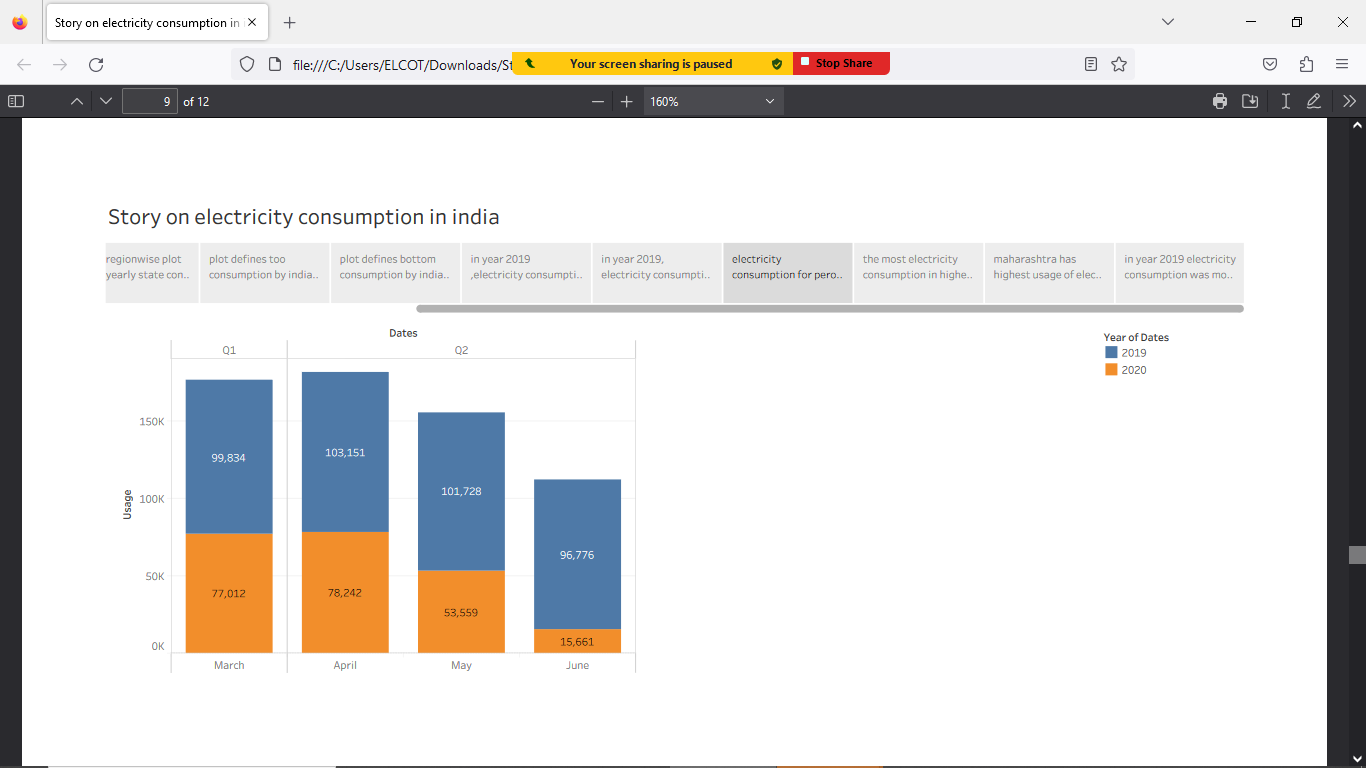 Story on electricity consumption in
file:///C:/Users/ELCOT/Downloads/St
Your screen sharing is paused
Stop Share
9 of 12
160%
Story on electricity consumption in india
regionwise plot
yearly state con..
plot defines too
consumption by india..
plot defines bottom
consumption by india..
in year 2019
,electricity consumpti..
in year 2019,
electricity consumpti..
electricity
consumption for pero..
the most electricity
consumption in highe..
maharashtra has
highest usage of elec..
in year 2019 electricity
consumption was mo..
Dates
Q1 Q2
Year of Dates
2019
2020
Usage
150K
100K
50K
0K
99,834
103,151
101,728
96,776
77,012
78,242
53,559
15,661
March April May June